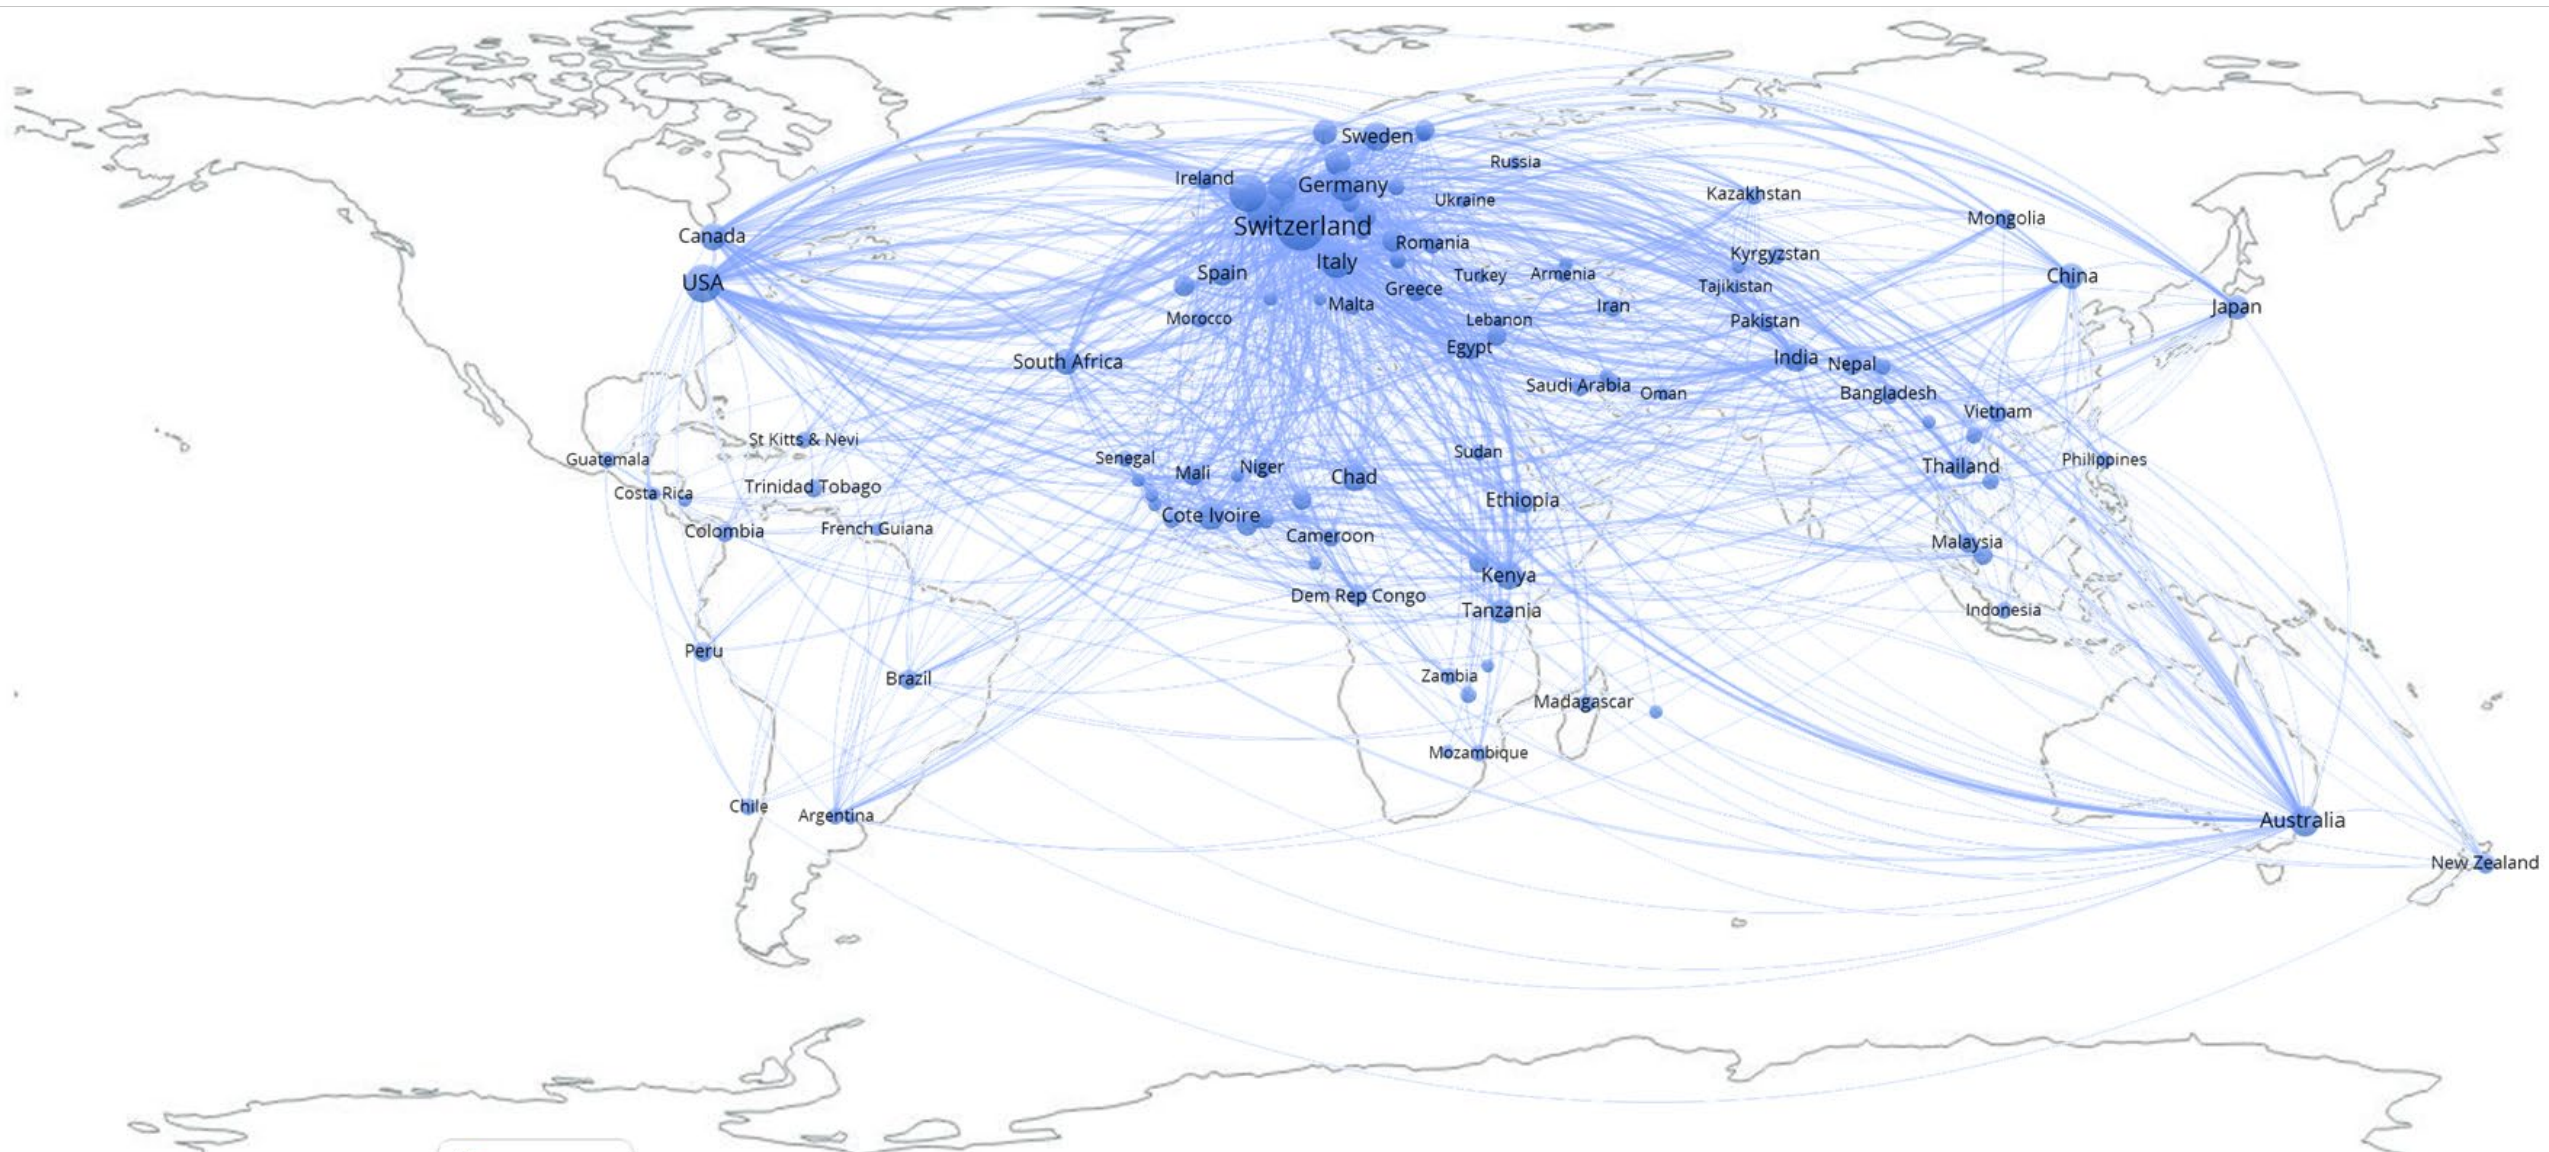 Sweden
Russia
Ireland
Germany
Kazakhstan
Ukraine
Mongolia
Switzerland
Canada
Romania
Kyrgyzstan
Italy
Spain
Turkey
Armenia
China
USA
Greece
Tajikistan
Malta
Iran
Japan
Morocco
Lebanon
Pakistan
Egypt
India
Nepal
South Africa
Saudi Arabia
Oman
Bangladesh
Vietnam
St Kitts & Nevi
Sudan
Senegal
Guatemala
Philippines
Niger
Thailand
Mali
Chad
Trinidad Tobago
Costa Rica
Ethiopia
Cote Ivoire
French Guiana
Colombia
Cameroon
Malaysia
Kenya
Dem Rep Congo
Tanzania
Indonesia
Peru
Zambia
Brazil
Madagascar
Mozambique
Chile
Argentina
Australia
New Zealand